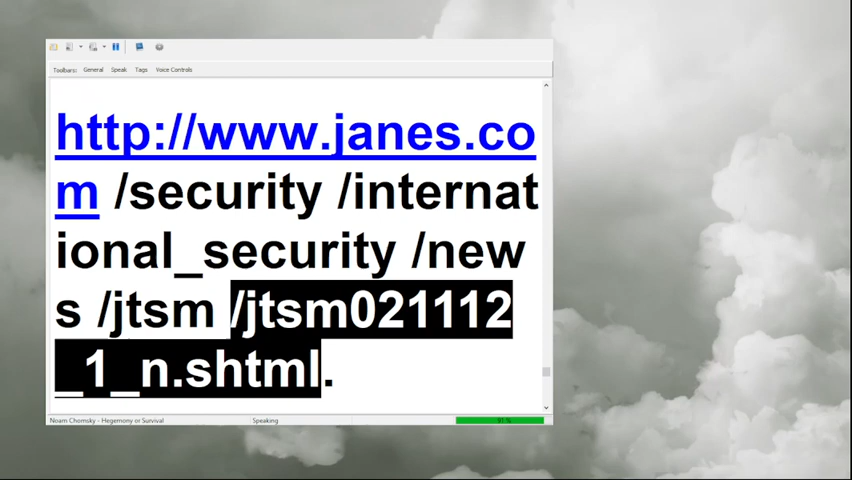 Toolbars: General Speak Tags Voice Controls
http://www.janes.co
m /security /internat
ional_security /new
s /jtsm /jtsm021112
_1_n.shtml.
Noam Chomsky - Hegemony or Survival Speaking 91 %